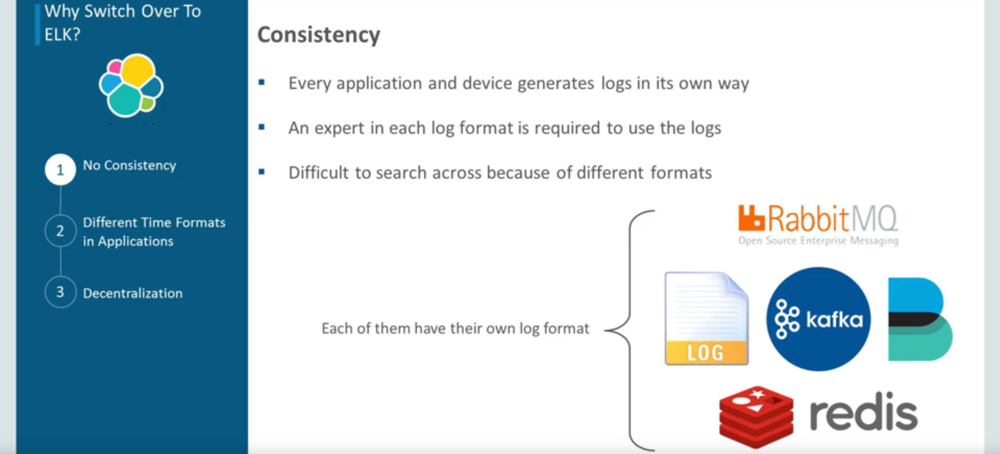 Why Switch Over To
ELK?
1
No Consistency
2
Different Time Formats
in Applications
3
Decentralization
Consistency
Every application and device generates logs in its own way
An expert in each log format is required to use the logs
Difficult to search across because of different formats
Each of them have their own log format
RabbitMQ
Open Source Enterprise Messaging
LOG
kafka
redis